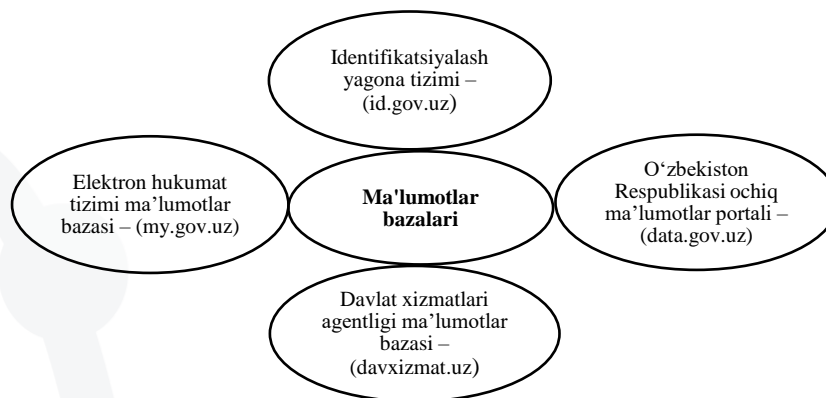 Identifikatsiyalash
yagona tizimi –
(id.gov.uz)
Elektron hukumat
tizimi ma’lumotlar
bazasi – (my.gov.uz)
Ma'lumotlar
bazalari
O‘zbekiston
Respublikasi ochiq
ma’lumotlar portali –
(data.gov.uz)
Davlat xizmatlari
agentligi ma’lumotlar
bazasi –
(davxizmat.uz)